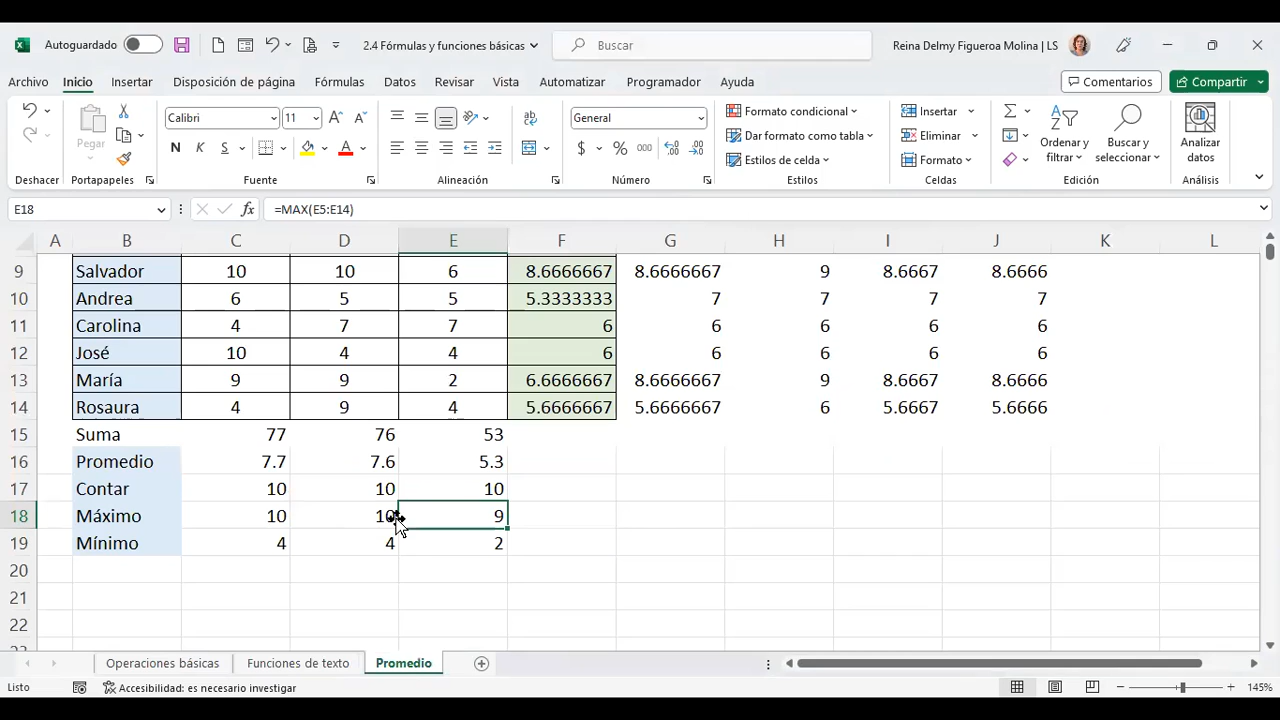 Autoguardado 2.4 Fórmulas y funciones básicas Buscar Reina Delmy Figueroa Molina | LS
Archivo Inicio Insertar Disposición de página Fórmulas Datos Revisar Vista Automatizar Programador Ayuda Comentarios Compartir
Calibri 11 General Formato condicional Insertar
Pegar Dar formato como tabla Eliminar Ordenar y filtrar Buscar y seleccionar Analizar datos
N K S A $ % 000 Estilos de celda Formato
Deshacer Portapapeles Fuente Alineación Número Estilos Celdas Edición Análisis
E18 fx =MAX(E5:E14)
A B C D E F G H I J K L
9 Salvador 10 10 6 8.6666667 8.6666667 9 8.6667 8.6666
10 Andrea 6 5 5 5.3333333 7 7 7 7
11 Carolina 4 7 7 6 6 6 6 6
12 José 10 4 4 6 6 6 6 6
13 María 9 9 2 6.6666667 8.6666667 9 8.6667 8.6666
14 Rosaura 4 9 4 5.6666667 5.6666667 6 5.6667 5.6666
15 Suma 77 76 53
16 Promedio 7.7 7.6 5.3
17 Contar 10 10 10
18 Máximo 10 10 9
19 Mínimo 4 4 2
20
21
22
Operaciones básicas Funciones de texto Promedio
Listo Accesibilidad: es necesario investigar 145%